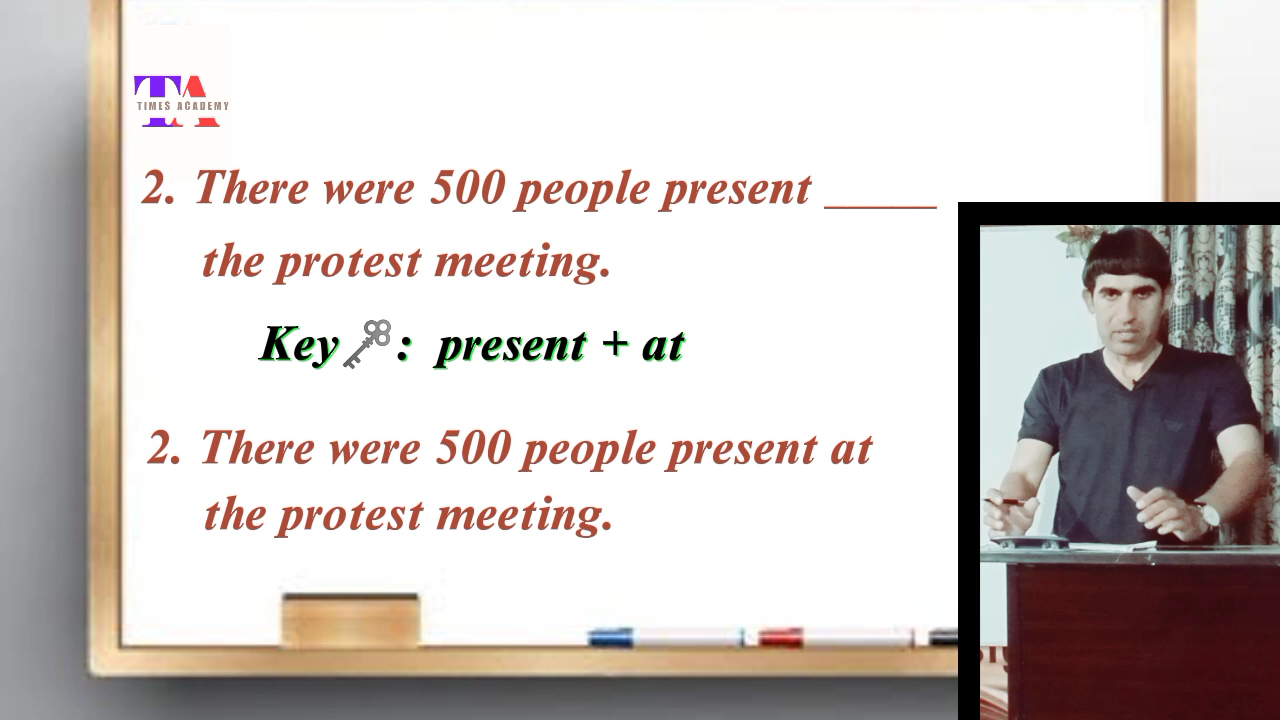 TA
TIMES ACADEMY
2. There were 500 people present _____
the protest meeting.
Key : present + at
2. There were 500 people present at
the protest meeting.